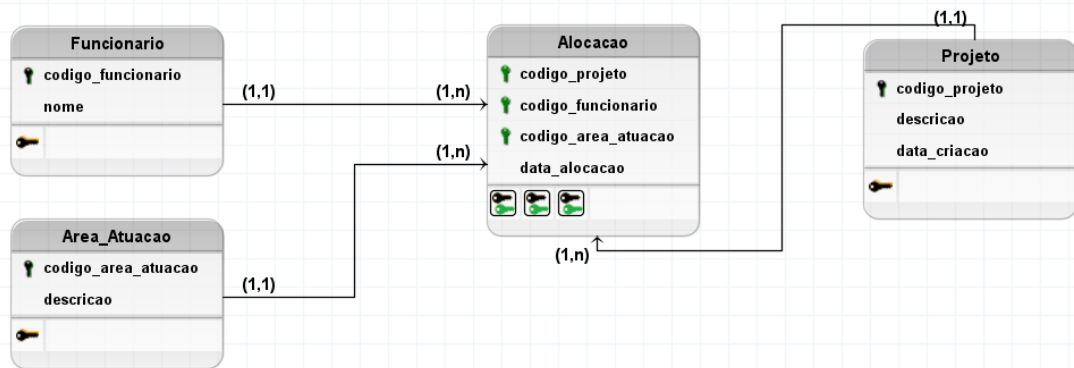 Funcionario
codigo_funcionario
nome
(1,1)
(1,n)
Area_Atuacao
codigo_area_atuacao
descricao
(1,1)
(1,n)
Alocacao
codigo_projeto
codigo_funcionario
codigo_area_atuacao
data_alocacao
(1,n)
(1,1)
Projeto
codigo_projeto
descricao
data_criacao